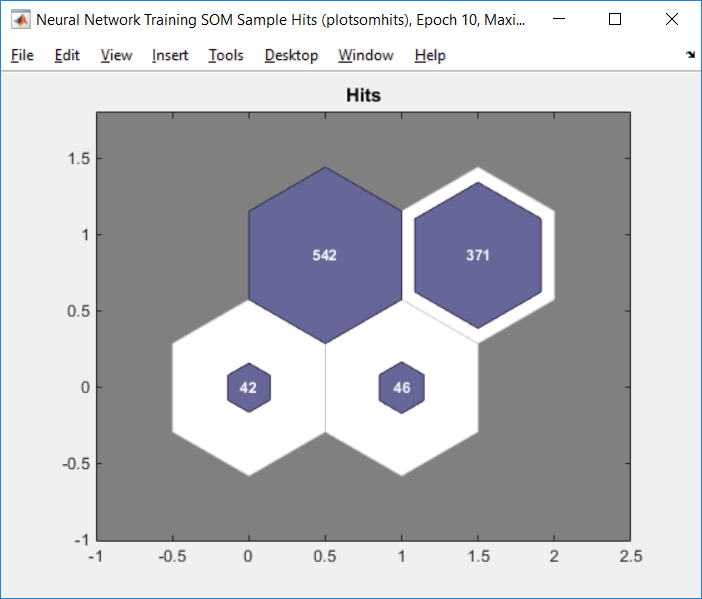 Neural Network Training SOM Sample Hits (plotsomhits), Epoch 10, Maxi...
File Edit View Insert Tools Desktop Window Help
Hits
1.5
1
0.5
0
-0.5
-1
542
371
42
46
-1 -0.5 0 0.5 1 1.5 2 2.5